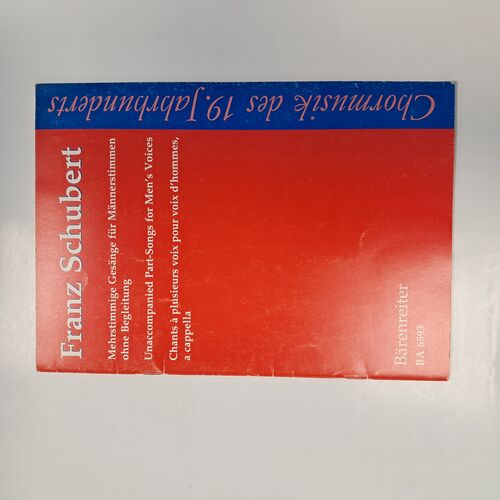 Chormusik des 19. Jahrhunderts
Franz Schubert
Mehrstimmige Gesänge für Männerstimmen
ohne Begleitung
Unaccompanied Part-Songs for Men's Voices
Chants à plusieurs voix pour voix d'hommes,
a cappella
Bärenreiter
BA 6593